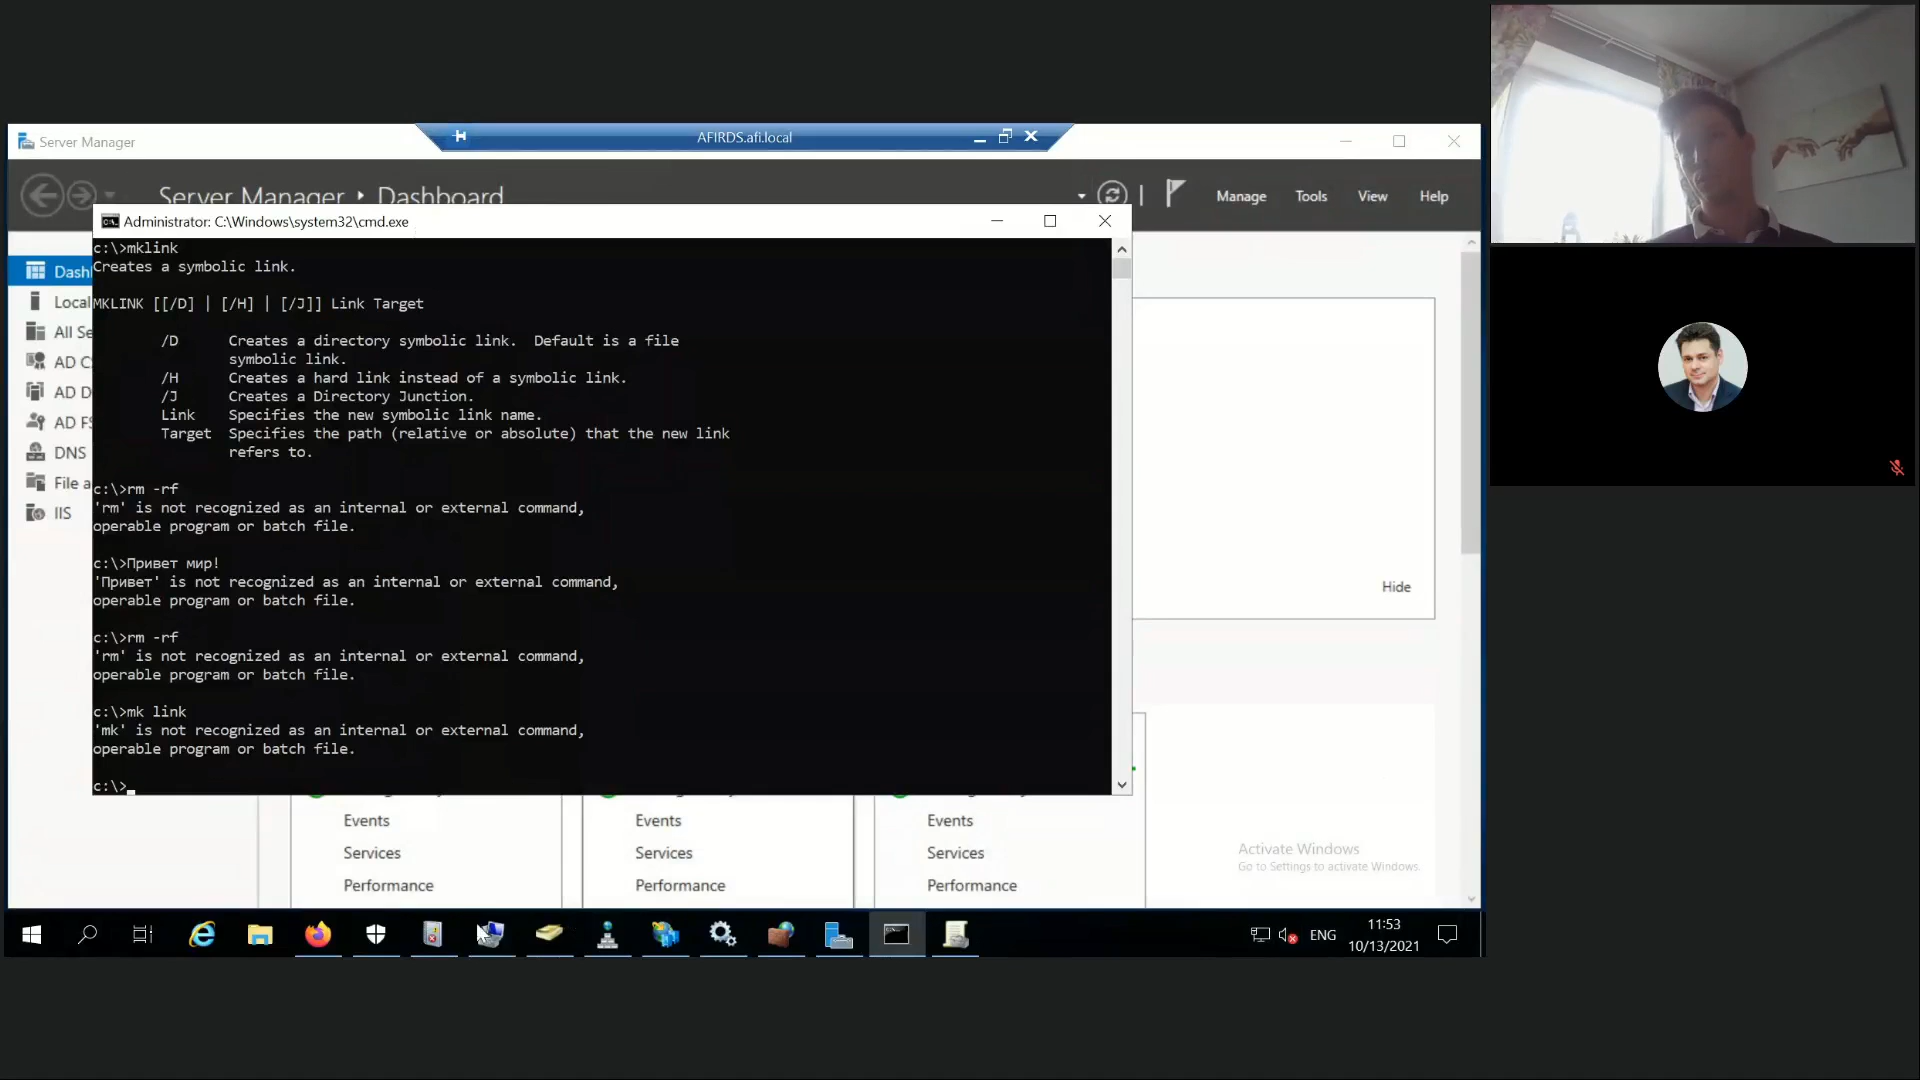 Server Manager
AFIRDS.afi.local
Server Manager ‣ Dashboard
Manage
Tools
View
Help
Administrator: C:\Windows\system32\cmd.exe
c:\>mklink
Creates a symbolic link.
MKLINK [[/D] | [/H] | [/J]] Link Target
/D Creates a directory symbolic link. Default is a file
symbolic link.
/H Creates a hard link instead of a symbolic link.
/J Creates a Directory Junction.
Link Specifies the new symbolic link name.
Target Specifies the path (relative or absolute) that the new link
refers to.
c:\>rm -rf
'rm' is not recognized as an internal or external command,
operable program or batch file.
c:\>Привет мир!
'Привет' is not recognized as an internal or external command,
operable program or batch file.
c:\>rm -rf
'rm' is not recognized as an internal or external command,
operable program or batch file.
c:\>mk link
'mk' is not recognized as an internal or external command,
operable program or batch file.
c:\>
Dash
Local
All Se
AD C
AD D
AD FS
DNS
File a
IIS
Hide
Events
Services
Performance
Events
Services
Performance
Events
Services
Performance
Activate Windows
Go to Settings to activate Windows.
ENG
11:53
10/13/2021